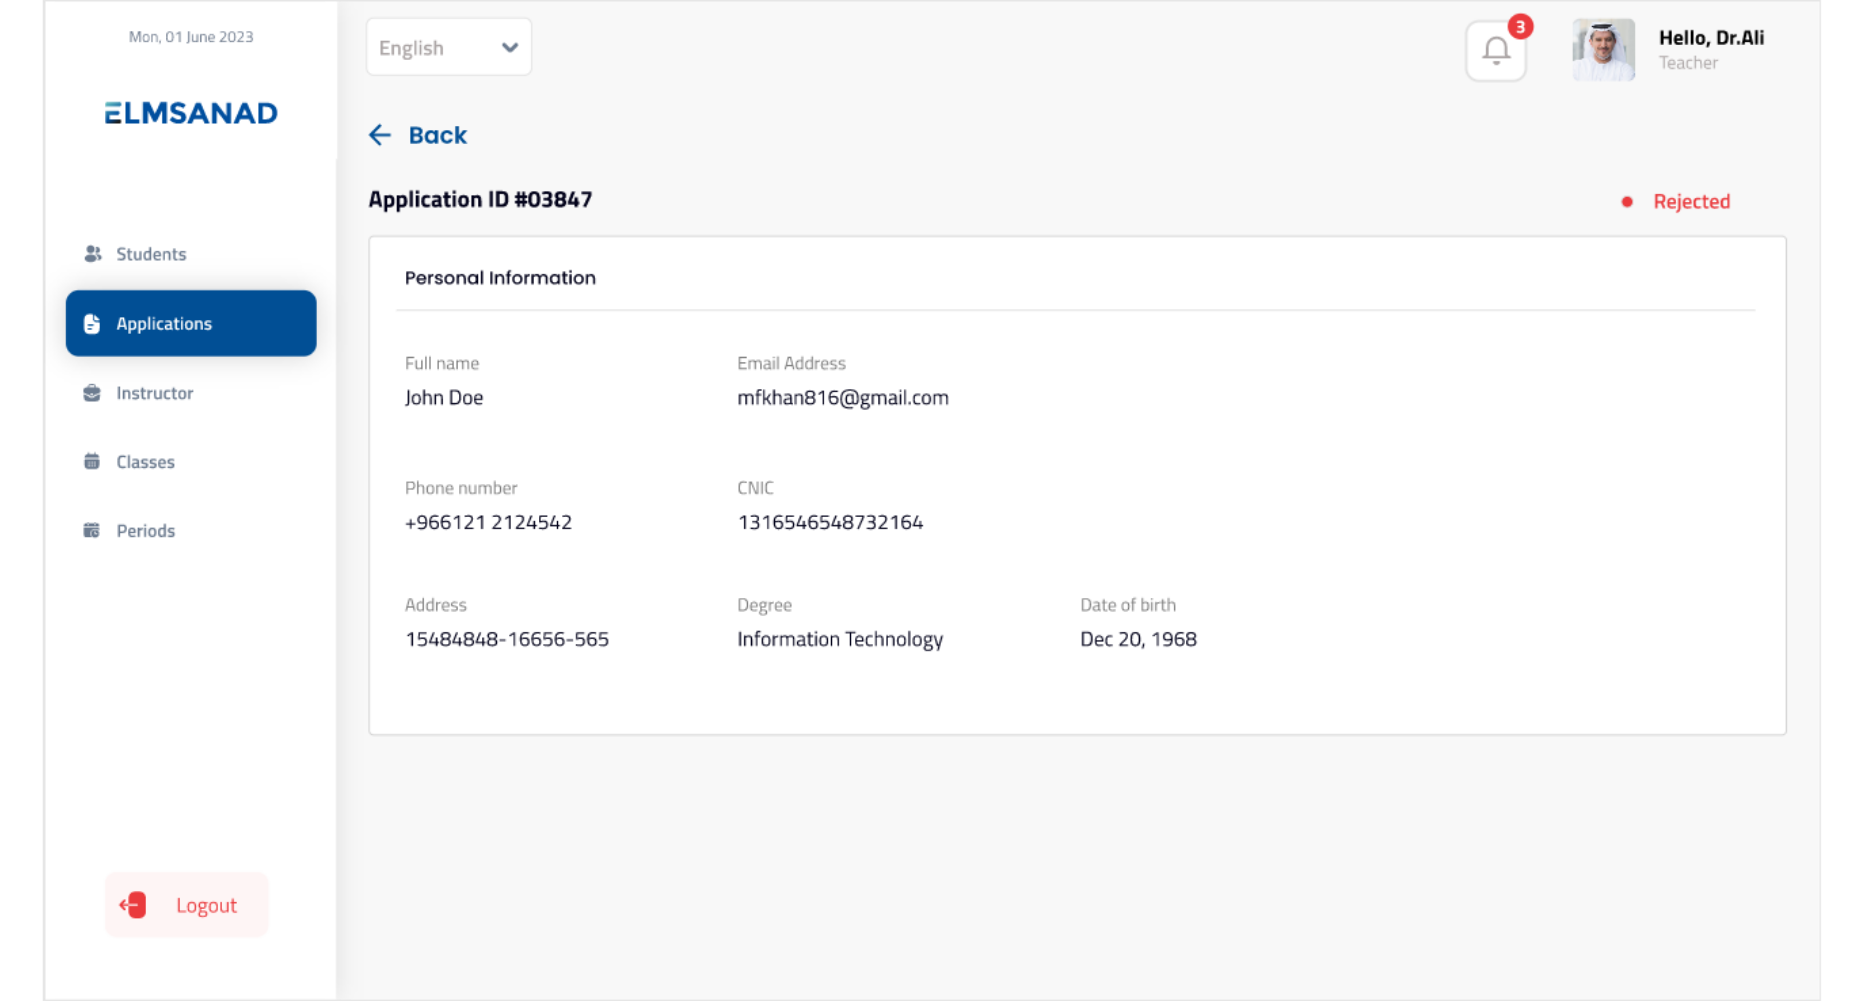 Mon, 01 June 2023
ELMSANAD
Students
Applications
Instructor
Classes
Periods
Logout
English
3
Hello, Dr.Ali
Teacher
Back
Application ID #03847
Rejected
Personal Information
Full name
John Doe
Email Address
mfkhan816@gmail.com
Phone number
+966121 2124542
CNIC
1316546548732164
Address
15484848-16656-565
Degree
Information Technology
Date of birth
Dec 20, 1968